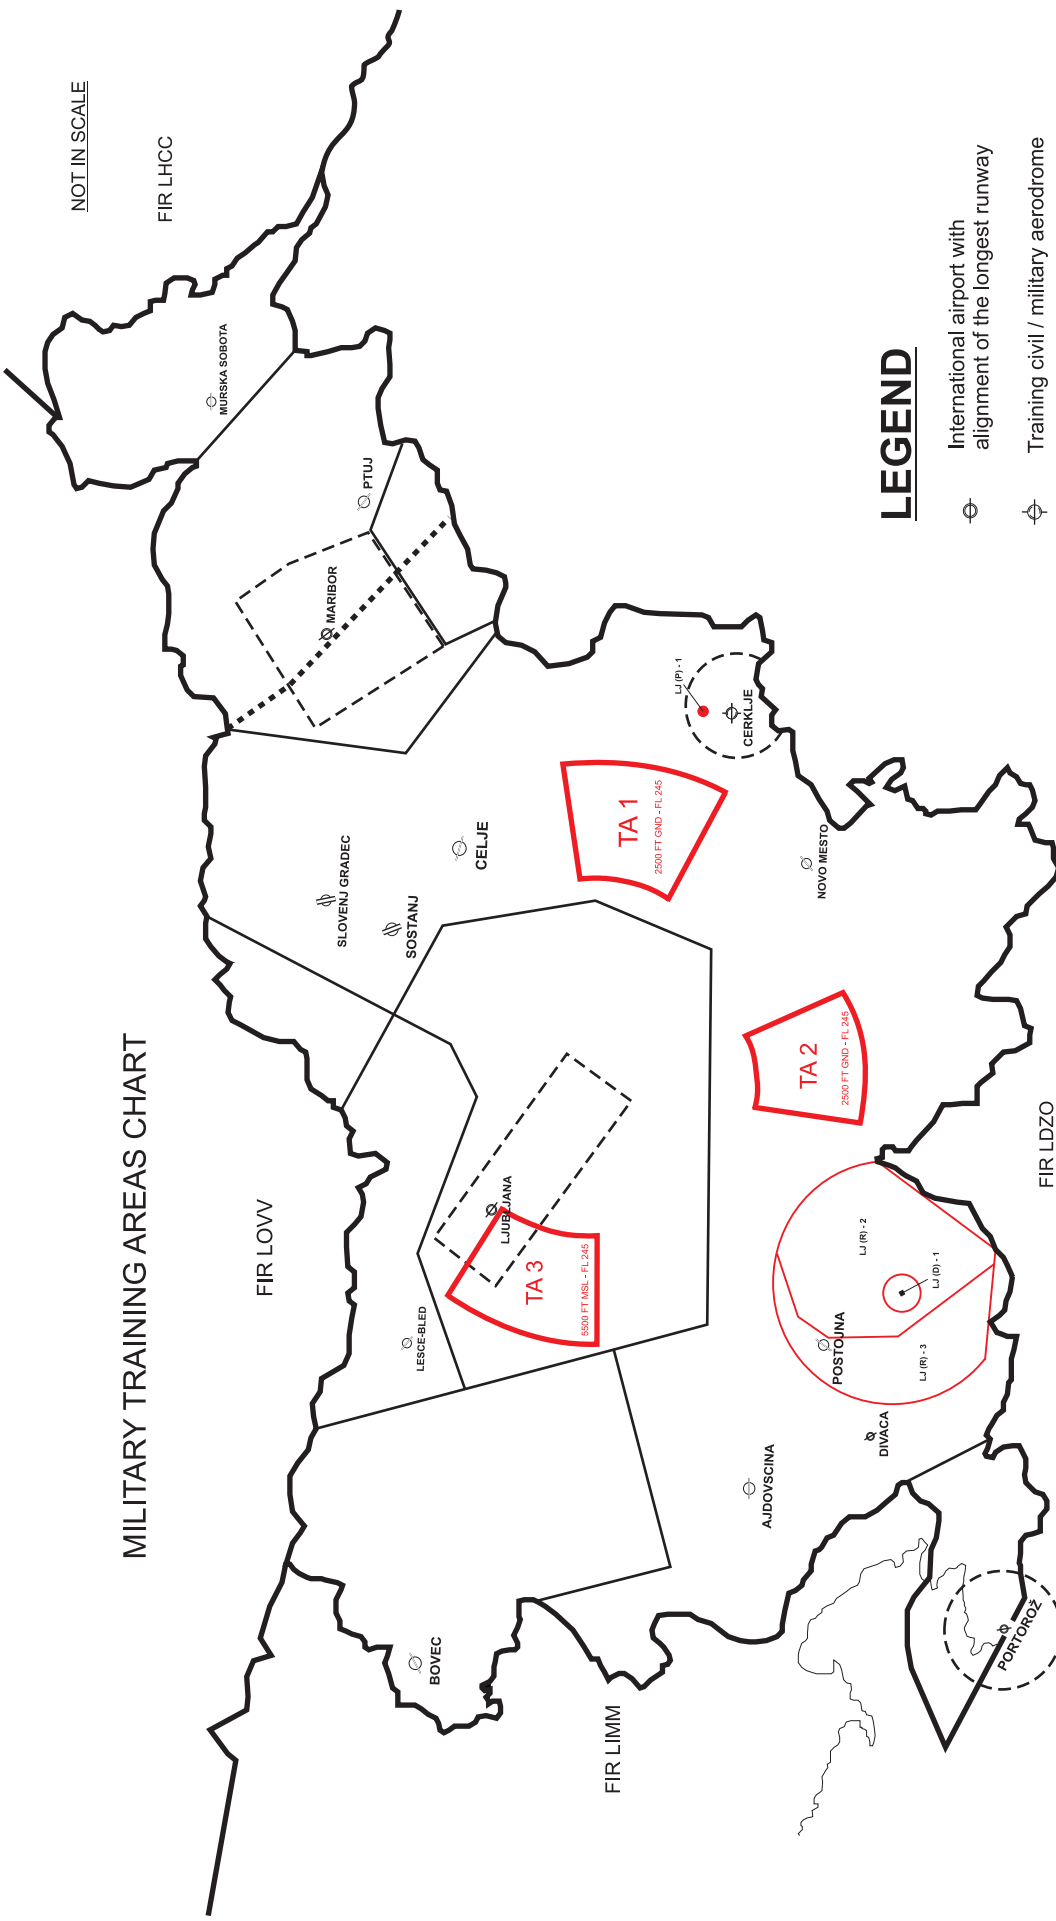 MILITARY TRAINING AREAS CHART
NOT IN SCALE
FIR LHCC
FIR LOVV
MURSKA SOBOTA
PTUJ
MARIBOR
SLOVENJ GRADEC
SOSTANJ
CELJE
LESCE-BLED
LJUBLJANA
BOVEC
TA 3
5500 FT MSL - FL 245
TA 1
2500 FT GND - FL 245
LJ (P) - 1
CERKLJE
NOVO MESTO
TA 2
2500 FT GND - FL 245
LJ (R) - 2
LJ (D) - 1
POSTOJNA
LJ (R) - 3
DIVACA
AJDOVSCINA
FIR LIMM
PORTOROŽ
FIR LDZO
LEGEND
International airport with
alignment of the longest runway
Training civil / military aerodrome